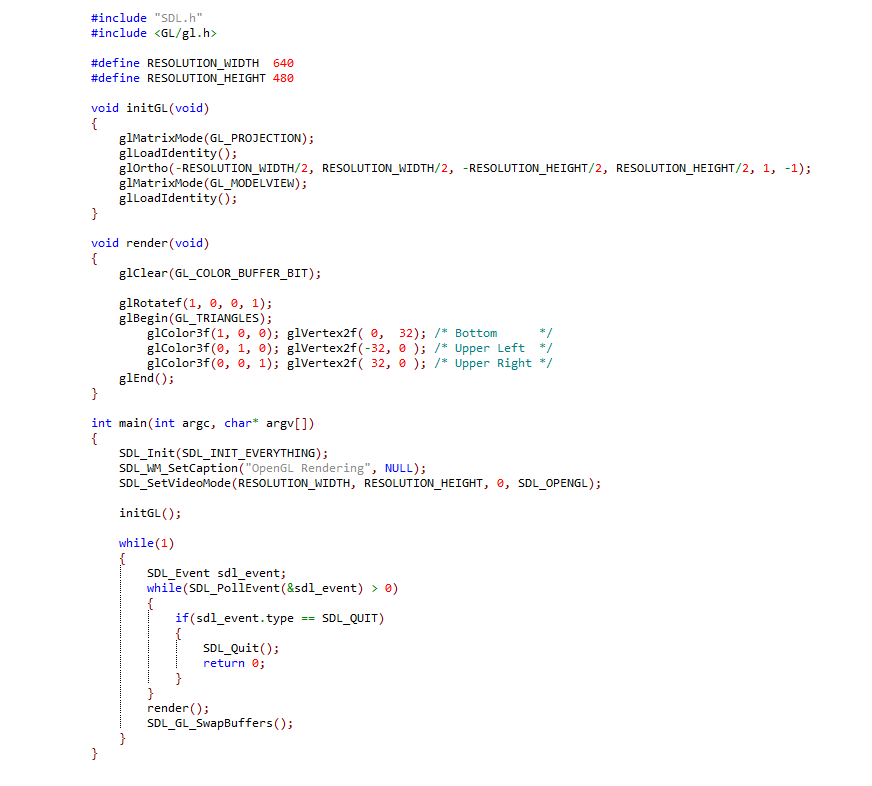 #include "SDL.h"
#include <GL/gl.h>

#define RESOLUTION_WIDTH  640
#define RESOLUTION_HEIGHT 480

void initGL(void)
{
    glMatrixMode(GL_PROJECTION);
    glLoadIdentity();
    glOrtho(-RESOLUTION_WIDTH/2, RESOLUTION_WIDTH/2, -RESOLUTION_HEIGHT/2, RESOLUTION_HEIGHT/2, 1, -1);
    glMatrixMode(GL_MODELVIEW);
    glLoadIdentity();
}

void render(void)
{
    glClear(GL_COLOR_BUFFER_BIT);

    glRotatef(1, 0, 0, 1);
    glBegin(GL_TRIANGLES);
        glColor3f(1, 0, 0); glVertex2f( 0,  32); /* Bottom      */
        glColor3f(0, 1, 0); glVertex2f(-32, 0 ); /* Upper Left  */
        glColor3f(0, 0, 1); glVertex2f( 32, 0 ); /* Upper Right */
    glEnd();
}

int main(int argc, char* argv[])
{
    SDL_Init(SDL_INIT_EVERYTHING);
    SDL_WM_SetCaption("OpenGL Rendering", NULL);
    SDL_SetVideoMode(RESOLUTION_WIDTH, RESOLUTION_HEIGHT, 0, SDL_OPENGL);

    initGL();

    while(1)
    {
        SDL_Event sdl_event;
        while(SDL_PollEvent(&sdl_event) > 0)
        {
            if(sdl_event.type == SDL_QUIT)
            {
                SDL_Quit();
                return 0;
            }
        }
        render();
        SDL_GL_SwapBuffers();
    }
}